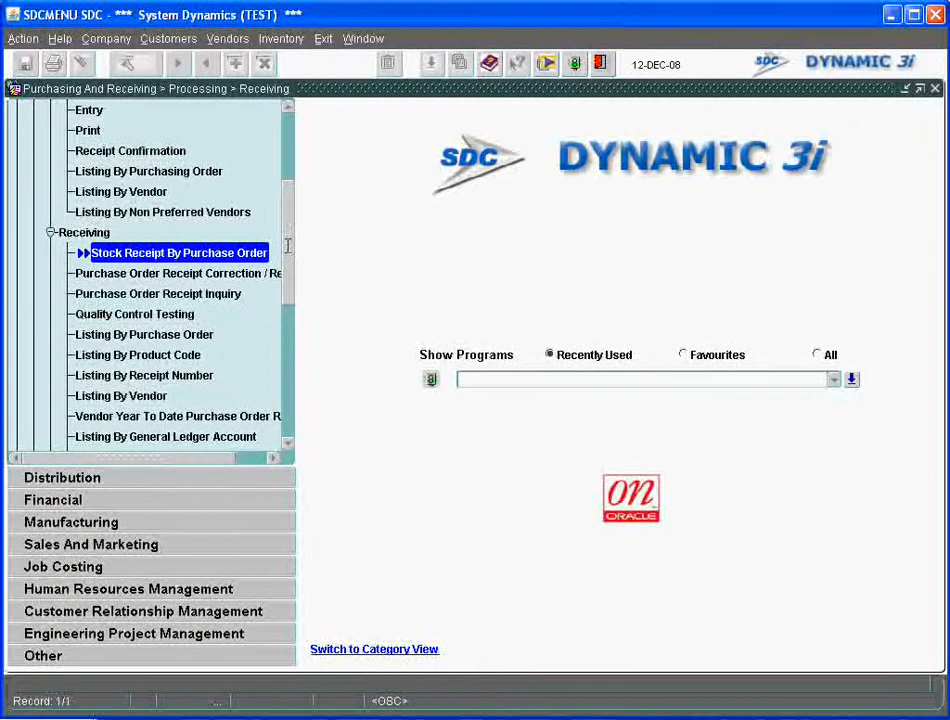 SDCMENU SDC - *** System Dynamics (TEST) ***
Action Help Company Customers Vendors Inventory Exit Window
12-DEC-08 SDC DYNAMIC 3i
Purchasing And Receiving > Processing > Receiving
Entry
Print
Receipt Confirmation
Listing By Purchasing Order
Listing By Vendor
Listing By Non Preferred Vendors
Receiving
Stock Receipt By Purchase Order
Purchase Order Receipt Correction / Re
Purchase Order Receipt Inquiry
Quality Control Testing
Listing By Purchase Order
Listing By Product Code
Listing By Receipt Number
Listing By Vendor
Vendor Year To Date Purchase Order R
Listing By General Ledger Account
Distribution
Financial
Manufacturing
Sales And Marketing
Job Costing
Human Resources Management
Customer Relationship Management
Engineering Project Management
Other
SDC DYNAMIC 3i
Show Programs Recently Used Favourites All
on
ORACLE
Switch to Category View
Record: 1/1 ... <OSC>